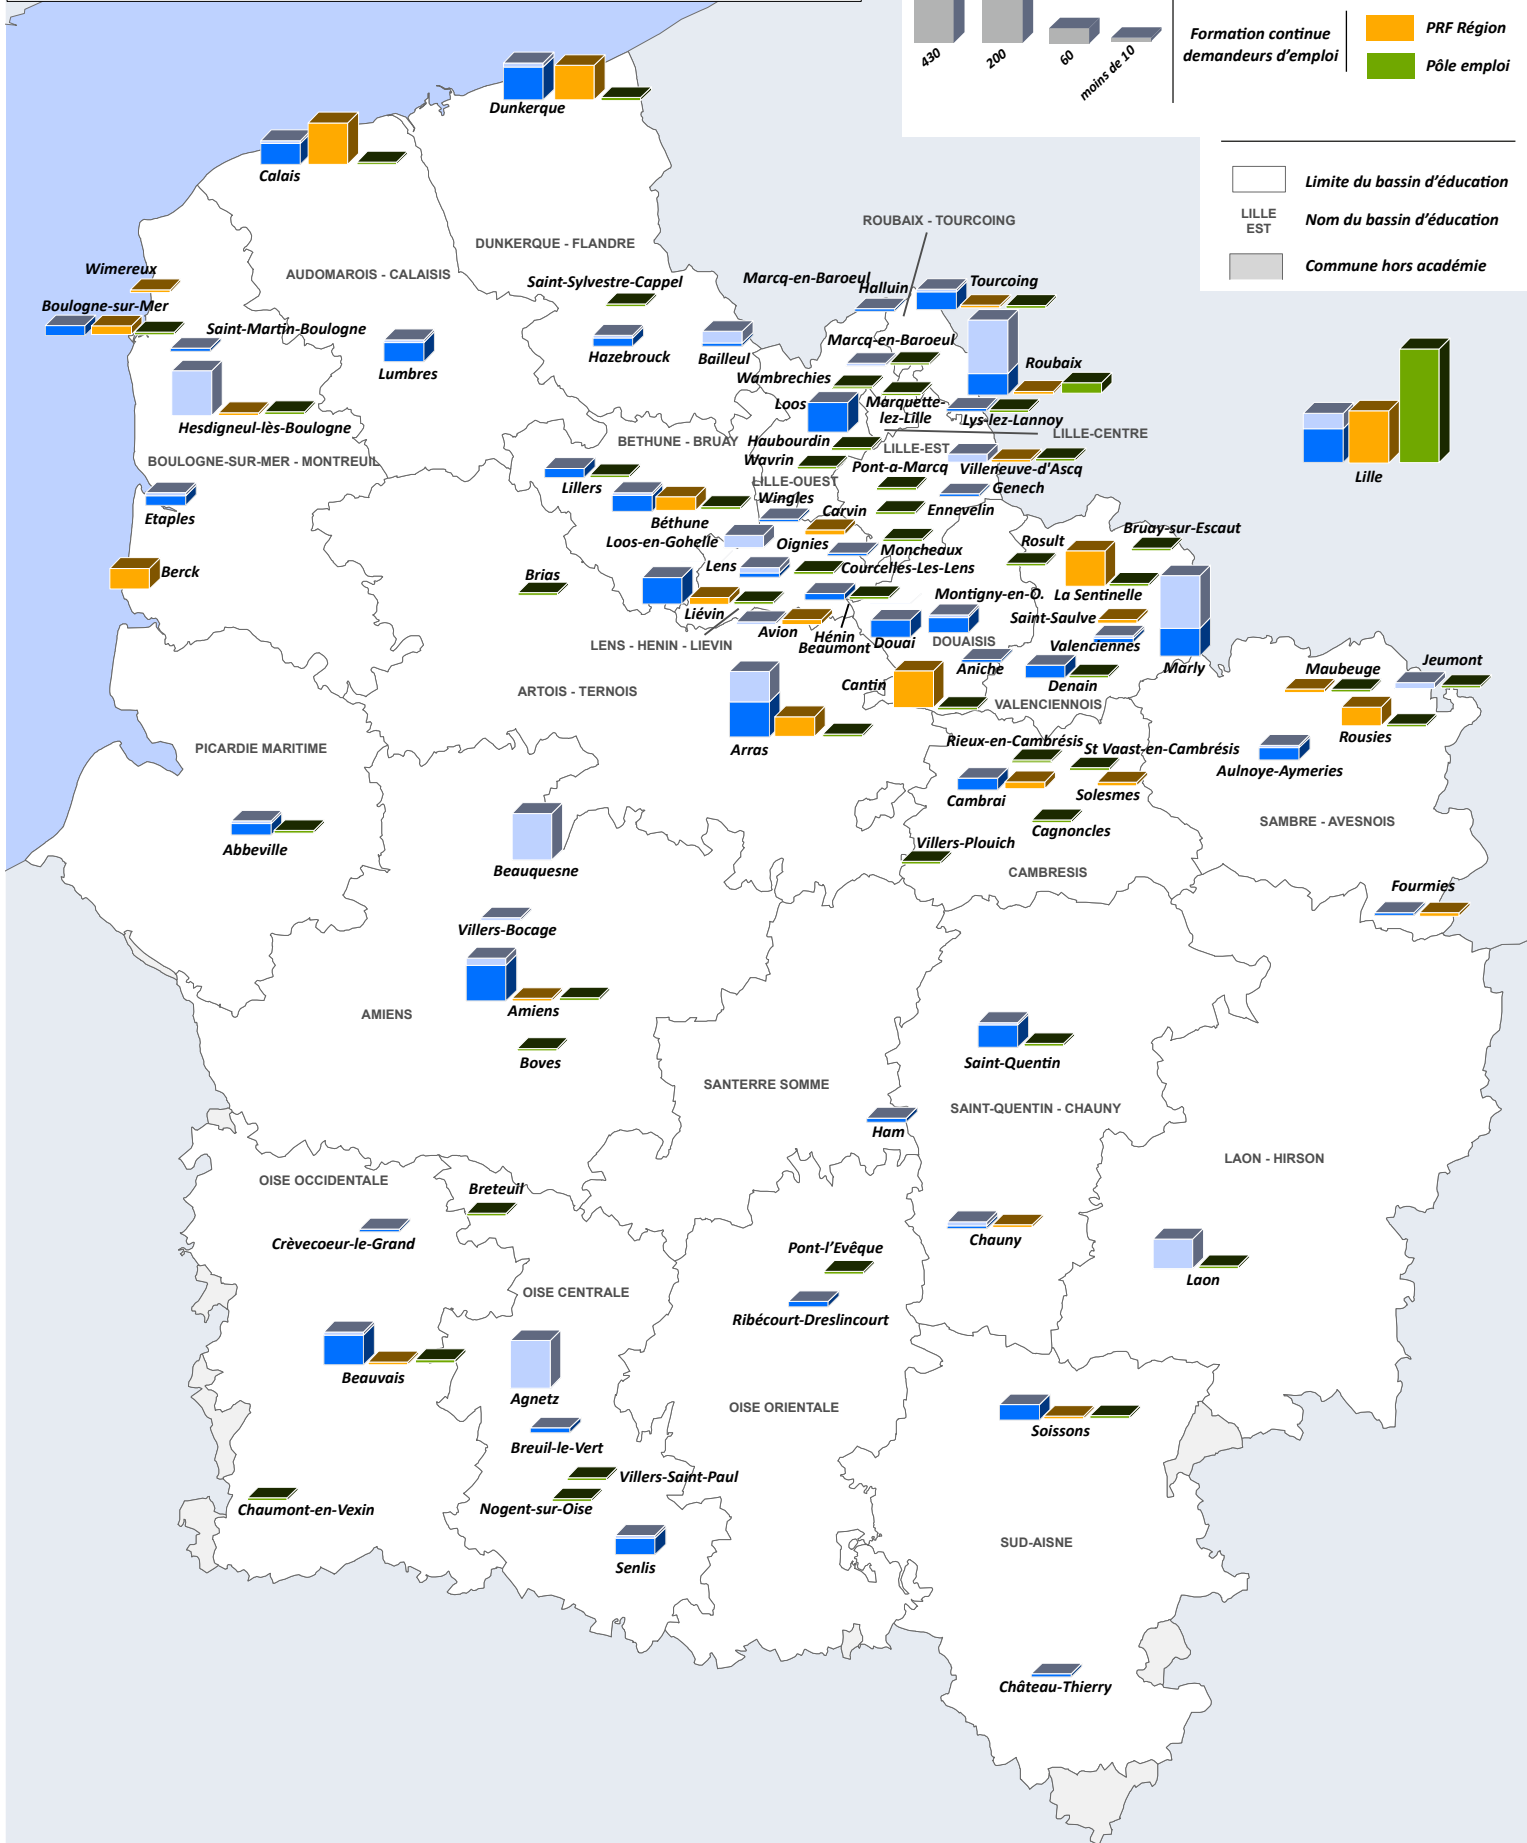 430
200
60
moins de 10
Formation continue
demandeurs d'emploi
PRF Région
Pôle emploi
Limite du bassin d'éducation
LILLE
EST
Nom du bassin d'éducation
Commune hors académie
Dunkerque
Calais
ROUBAIX - TOURCOING
DUNKERQUE - FLANDRE
AUDOMAROIS - CALAISIS
Wimereux
Saint-Sylvestre-Cappel
Marcq-en-Baroeul
Halluin
Tourcoing
Boulogne-sur-Mer
Saint-Martin-Boulogne
Lumbres
Hazebrouck
Bailleul
Marcq-en-Baroeul
Roubaix
Wambrechies
Loos
Marquette-
lez-Lille
Lys-lez-Lannoy
Hesdigneul-lès-Boulogne
BETHUNE - BRUAY
Haubourdin
LILLE-CENTRE
LILLE-EST
BOULOGNE-SUR-MER - MONTREUIL
Wavrin
Pont-a-Marcq
Villeneuve-d'Ascq
Lille
Lillers
LILLE-OUEST
Genech
Wingles
Etaples
Béthune
Carvin
Ennevelin
Bruay-sur-Escaut
Loos-en-Gohelle
Oignies
Moncheaux
Rosult
Berck
Brias
Lens
Courcelles-Les-Lens
Montigny-en-O.
La Sentinelle
Liévin
Saint-Saulve
Avion
Hénin
Beaumont
Douai
DOUAISIS
Valenciennes
LENS - HENIN - LIEVIN
Aniche
Marly
Maubeuge
Jeumont
ARTOIS - TERNOIS
Cantin
Denain
VALENCIENNOIS
Rousies
Arras
PICARDIE MARITIME
Rieux-en-Cambrésis
St Vaast-en-Cambrésis
Aulnoye-Aymeries
Cambrai
Solesmes
Cagnoncles
SAMBRE - AVESNOIS
Abbeville
Villers-Plouich
Beauquesne
CAMBRESIS
Fourmies
Villers-Bocage
Amiens
AMIENS
Boves
Saint-Quentin
SANTERRE SOMME
SAINT-QUENTIN - CHAUNY
Ham
LAON - HIRSON
OISE OCCIDENTALE
Breteuil
Crèvecoeur-le-Grand
Chauny
Pont-l'Evêque
Laon
OISE CENTRALE
Ribécourt-Dreslincourt
Beauvais
Agnetz
OISE ORIENTALE
Soissons
Breuil-le-Vert
Villers-Saint-Paul
Chaumont-en-Vexin
Nogent-sur-Oise
SUD-AISNE
Senlis
Château-Thierry